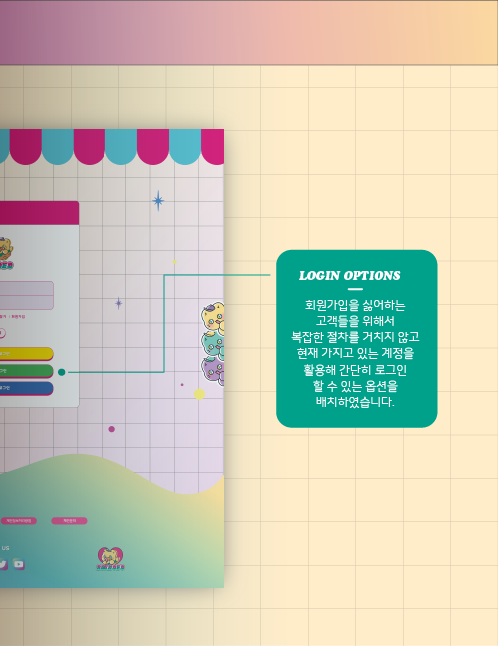 LOGIN OPTIONS
회원가입을 싫어하는
고객들을 위해서
복잡한 절차를 거치지 않고
현재 가지고 있는 계정을
활용해 간단히 로그인
할 수 있는 옵션을
배치하였습니다.